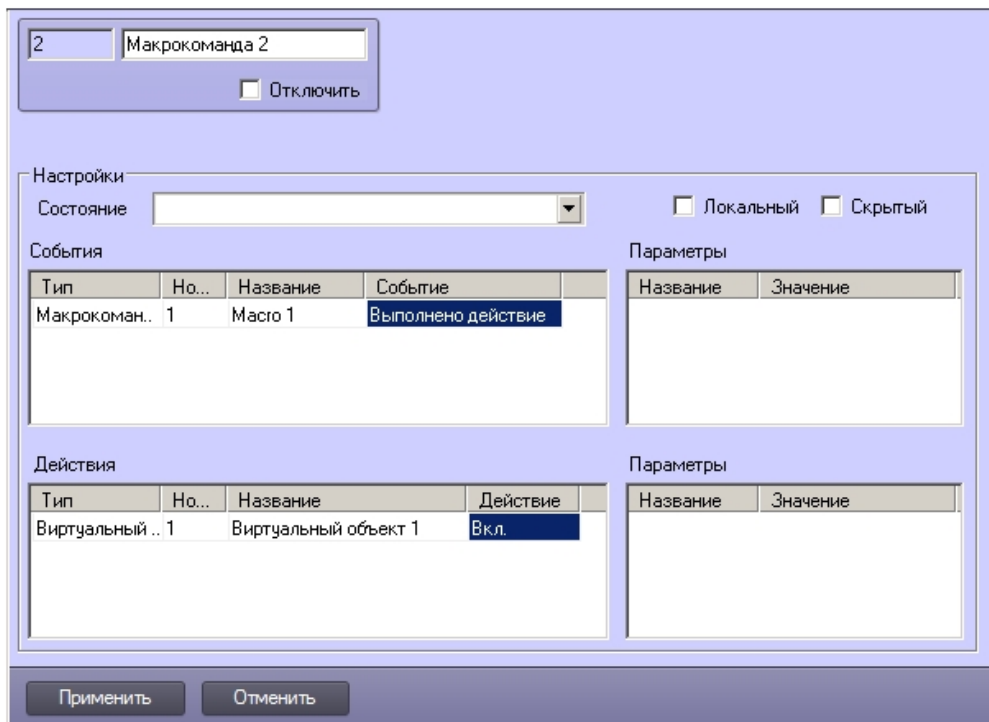 2 Макрокоманда 2
Отключить
Настройки
Состояние Локальный Скрытый
События Параметры
Тип Но... Название Событие Название Значение
Макрокоман.. 1 Macro 1 Выполнено действие
Действия Параметры
Тип Но... Название Действие Название Значение
Виртуальный .. 1 Виртуальный объект 1 Вкл.
Применить Отменить